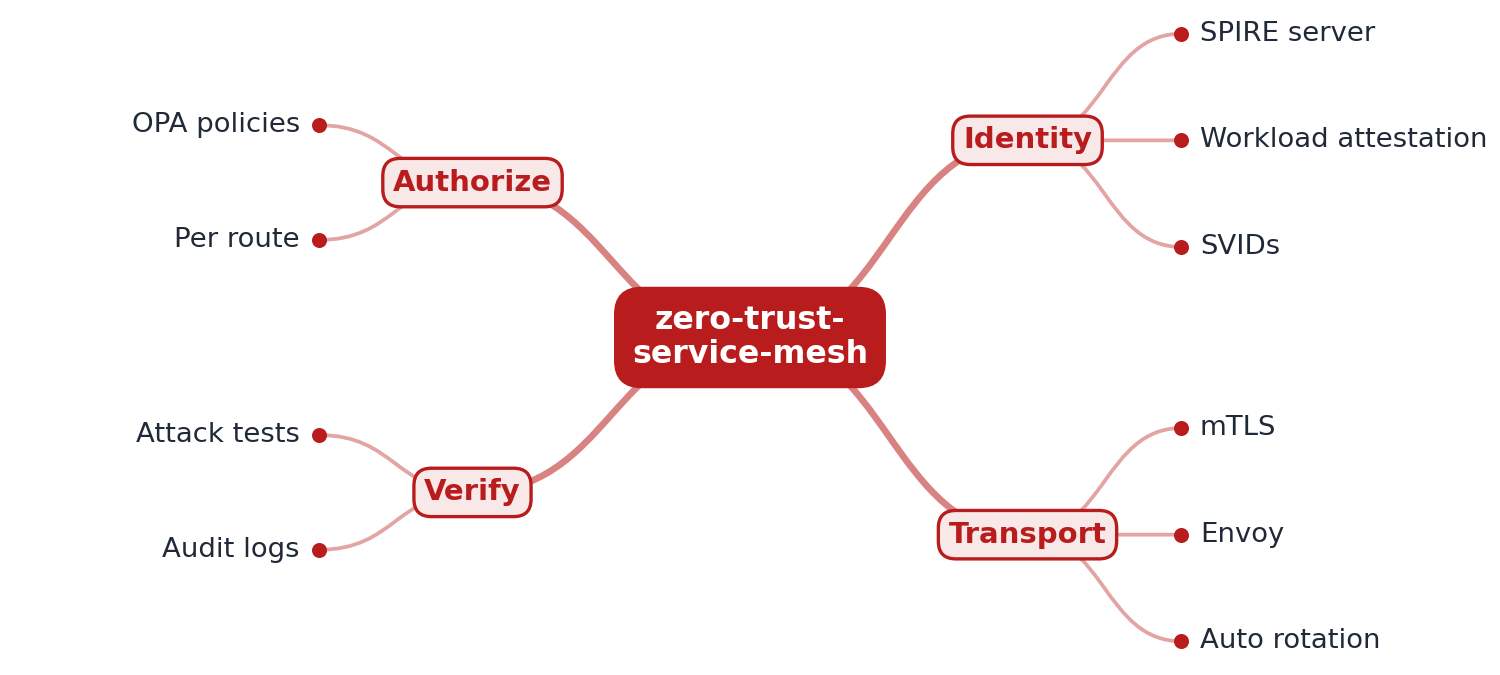 zero-trust-
service-mesh
Identity
SPIRE server
Workload attestation
SVIDs
Transport
mTLS
Envoy
Auto rotation
Authorize
OPA policies
Per route
Verify
Attack tests
Audit logs